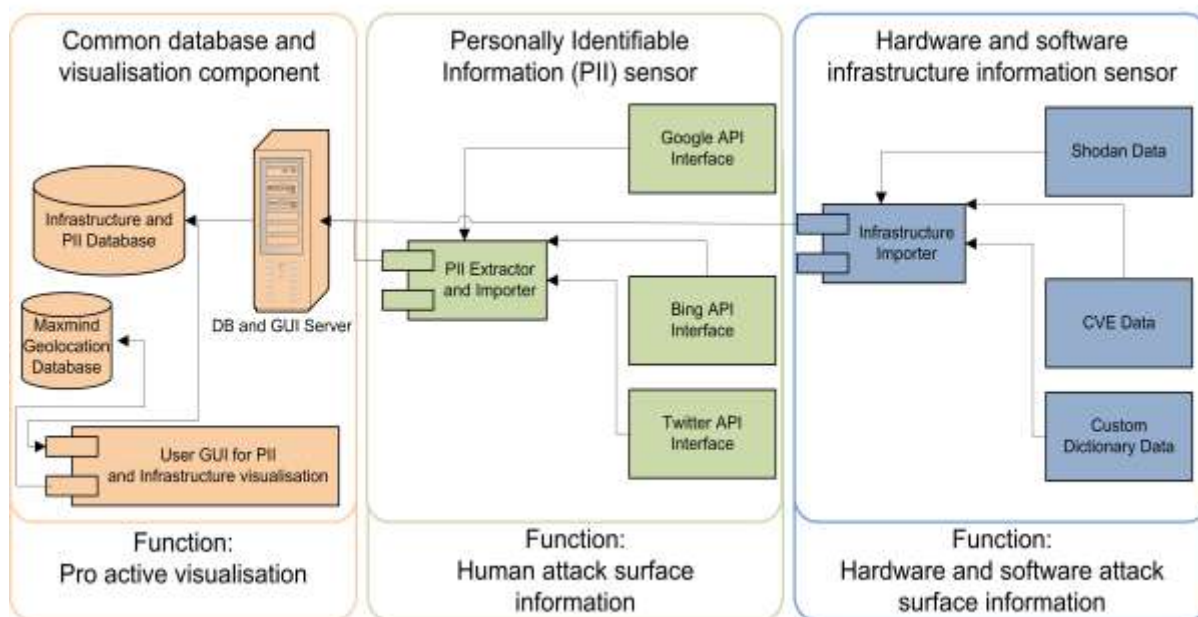 Common database and
visualisation component
Infrastructure and
PII Database
Maxmind
Geolocation
Database
DB and GUI Server
User GUI for PII
and Infrastructure visualisation
Function:
Pro active visualisation
Personally Identifiable
Information (PII) sensor
Google API
Interface
PII Extractor
and Importer
Bing API
Interface
Twitter API
Interface
Function:
Human attack surface
information
Hardware and software
infrastructure information sensor
Shodan Data
Infrastructure
Importer
CVE Data
Custom
Dictionary Data
Function:
Hardware and software attack
surface information